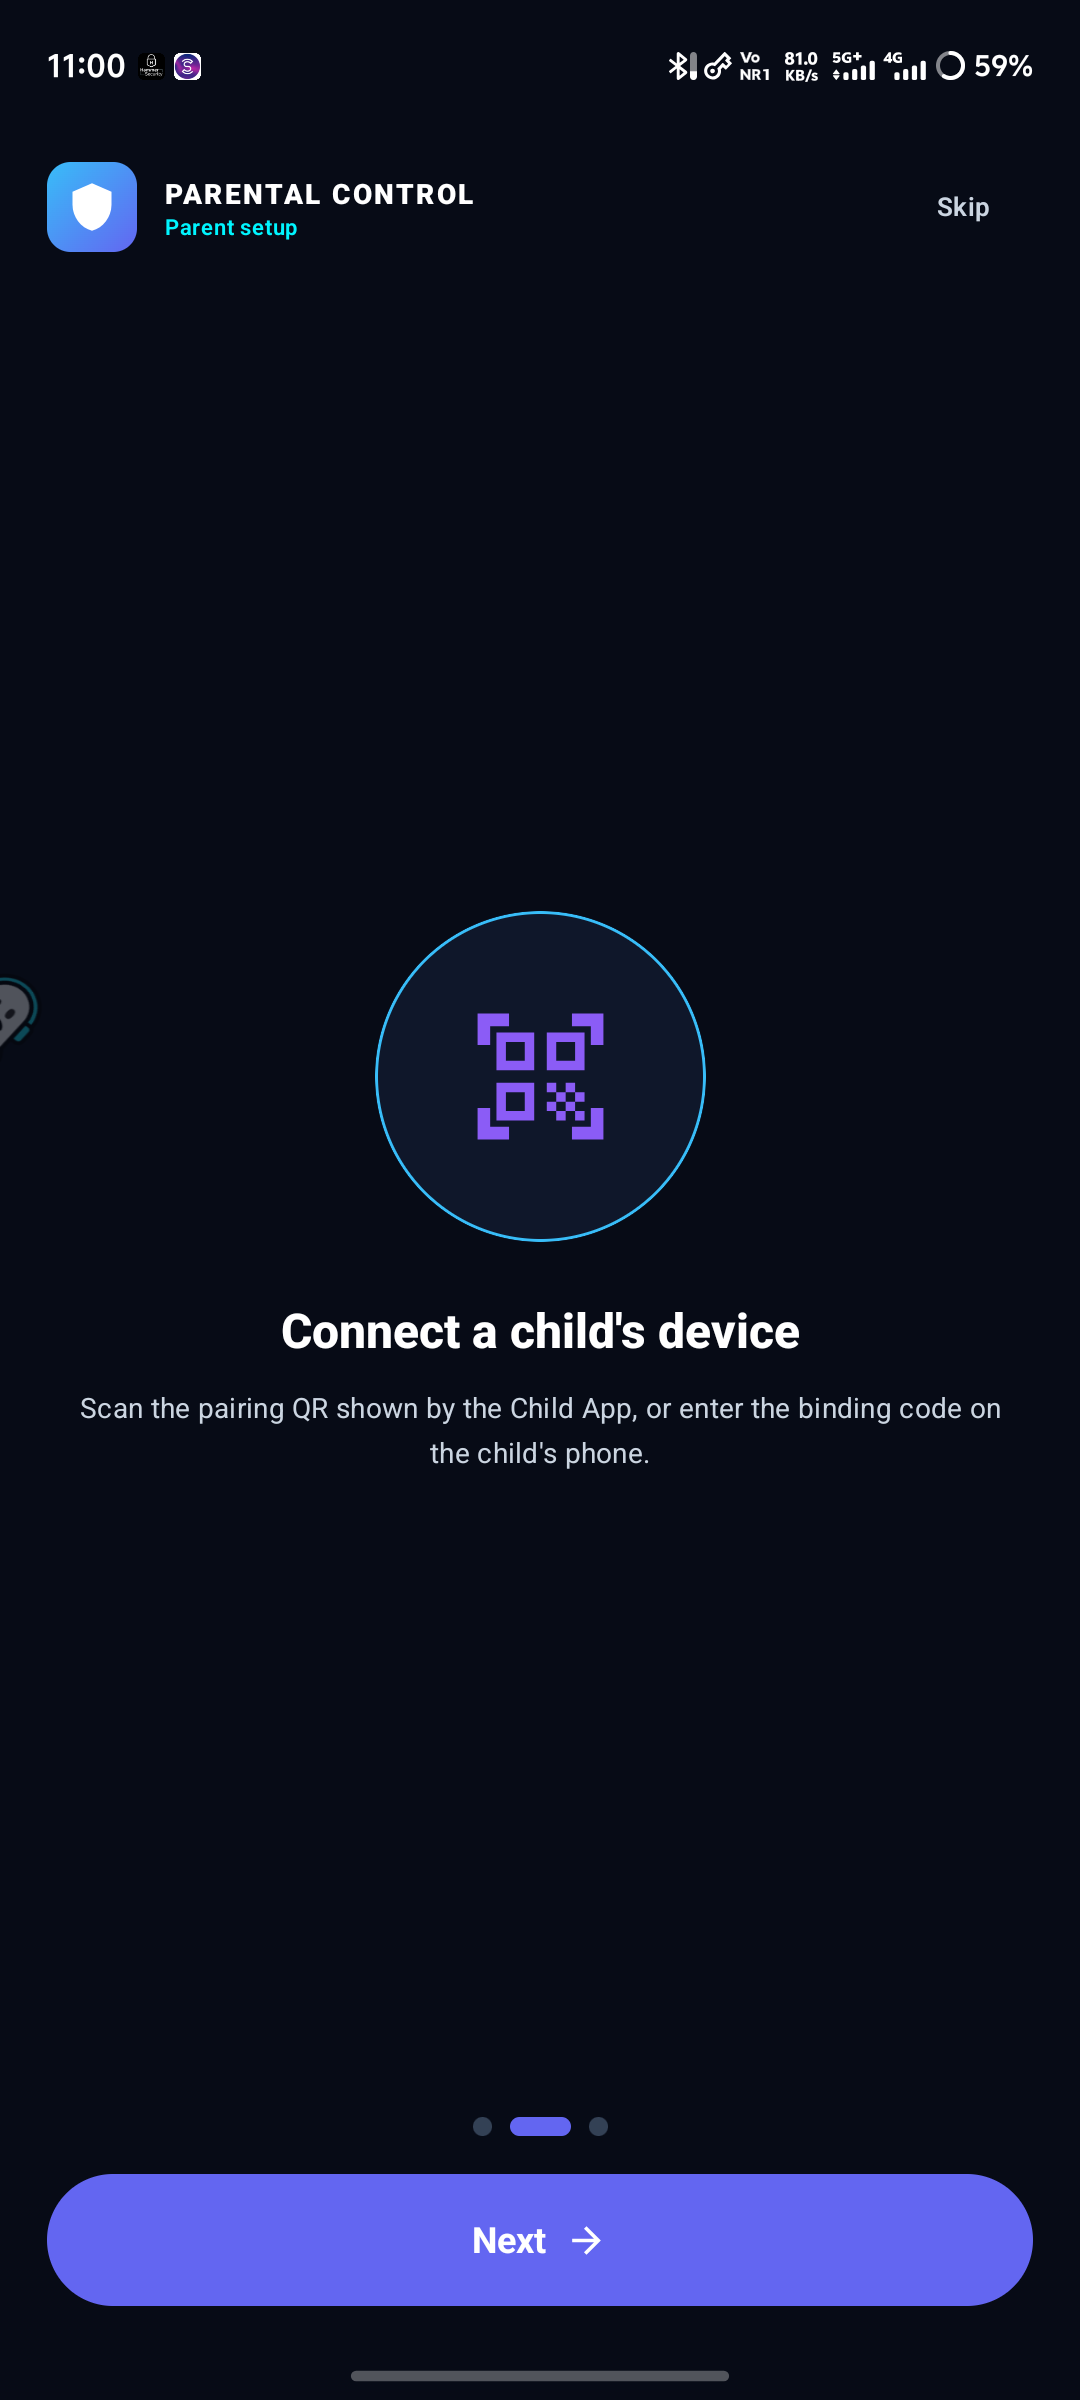 11:00
Vo
NR1
81.0
KB/s
5G+
4G
59%
PARENTAL CONTROL
Parent setup
Skip
Connect a child's device
Scan the pairing QR shown by the Child App, or enter the binding code on
the child's phone.
Next